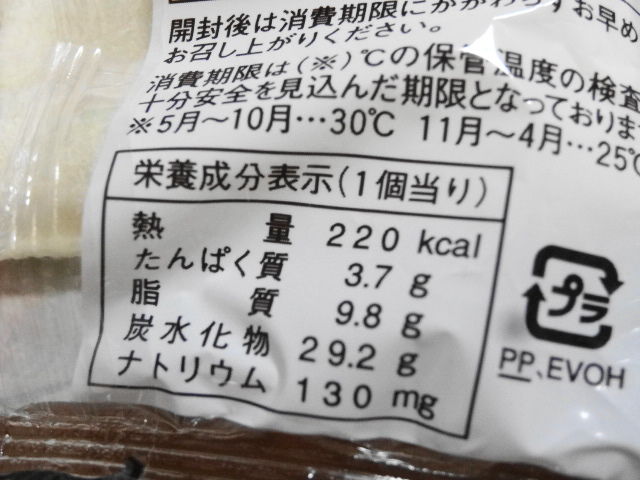 開封後は消費期限にかかわらずお早め
お召し上がりください。
消費期限は(※)℃の保管温度の検査
十分安全を見込んだ期限となっております
※5月～10月…30℃ 11月～4月…25℃
栄養成分表示(1個当り)
熱量 220 kcal
たんぱく質 3.7 g
脂質 9.8 g
炭水化物 29.2 g
ナトリウム 130 mg
プラ
PP、EVOH